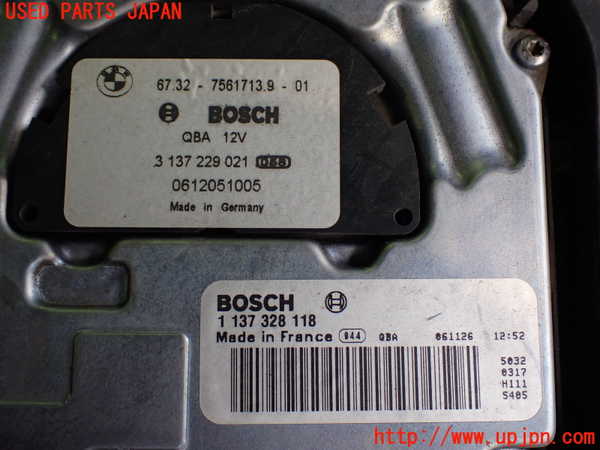 USED PARTS JAPAN
67.32 - 7561713.9 - 01
BOSCH
QBA 12V
3 137 229 021 DES
0612051005
Made in Germany
BOSCH
1 137 328 118
Made in France 944 QBA 061126 12:52
5032
0317
H111
S405
http://www.upjpn.com/